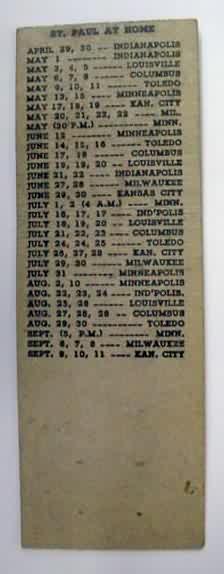 ST. PAUL AT HOME
APRIL 29, 30 -- INDIANAPOLIS
MAY 1 ------ INDIANAPOLIS
MAY 3, 4, 5 ----- LOUISVILLE
MAY 6, 7, 8 ---- COLUMBUS
MAY 9, 10, 11 ----- TOLEDO
MAY 13, 15 ---- MINNEAPOLIS
MAY 17, 18, 19 ---- KAN. CITY
MAY 20, 21, 22, 22 ---- MIL.
MAY (30 P.M.) -------- MINN.
JUNE 12 ------ MINNEAPOLIS
JUNE 14, 15, 16 ------ TOLEDO
JUNE 17, 18 ---- COLUMBUS
JUNE 19, 19, 20 -- LOUISVILLE
JUNE 21, 22 ---- INDIANAPOLIS
JUNE 27, 28 ---- MILWAUKEE
JUNE 29, 30 ---- KANSAS CITY
JULY 1, 2 (4 A.M.) ---- MINN.
JULY 16, 17, 17 ---- IND'POLIS
JULY 18, 19, 20 -- LOUISVILLE
JULY 21, 22, 23 ---- COLUMBUS
JULY 24, 24, 25 ------ TOLEDO
JULY 26, 27, 28 ---- KAN. CITY
JULY 29, 30 ---- MILWAUKEE
JULY 31 -------- MINNEAPOLIS
AUG. 2, 10 ------ MINNEAPOLIS
AUG. 22, 23, 24 ---- IND'POLIS.
AUG. 25, 26 ---- LOUISVILLE
AUG. 27, 28, 28 -- COLUMBUS
AUG. 29, 30 -------- TOLEDO
SEPT. (5, P.M.) -------- MINN.
SEPT. 6, 7, 8 ---- MILWAUKEE
SEPT. 9, 10, 11 ---- KAN. CITY